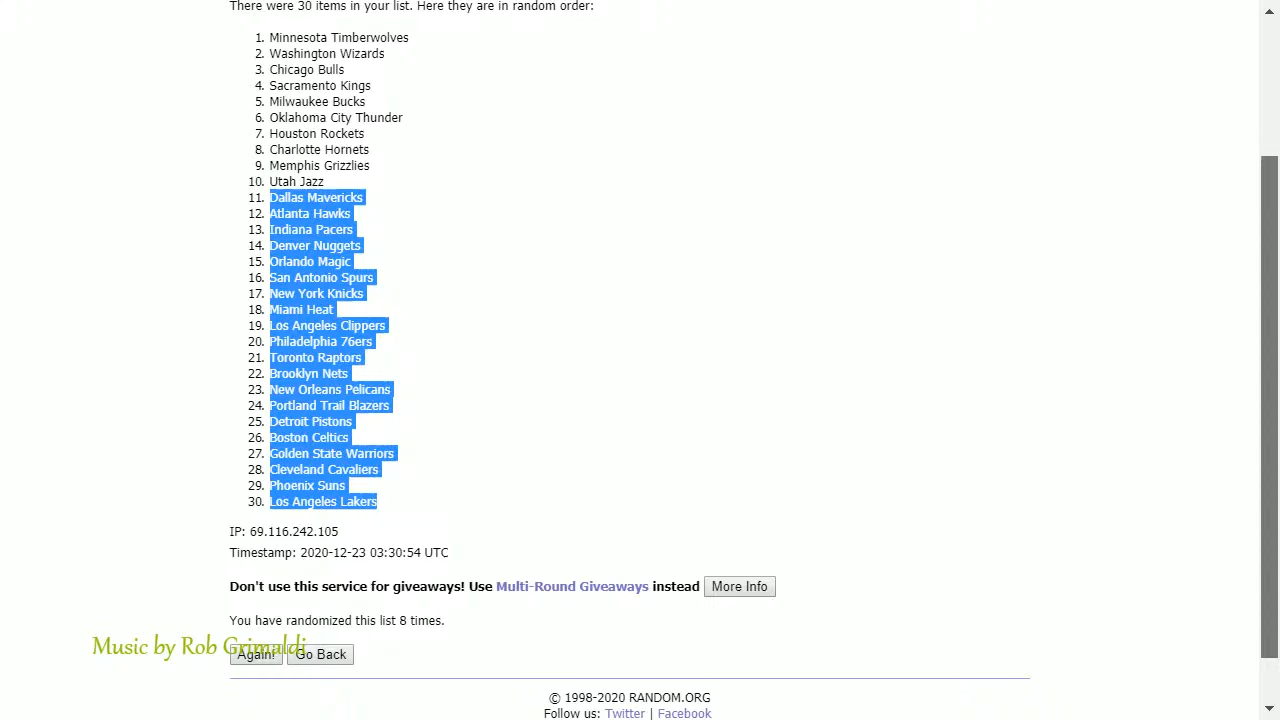 There were 30 items in your list. Here they are in random order:
1. Minnesota Timberwolves
2. Washington Wizards
3. Chicago Bulls
4. Sacramento Kings
5. Milwaukee Bucks
6. Oklahoma City Thunder
7. Houston Rockets
8. Charlotte Hornets
9. Memphis Grizzlies
10. Utah Jazz
11. Dallas Mavericks
12. Atlanta Hawks
13. Indiana Pacers
14. Denver Nuggets
15. Orlando Magic
16. San Antonio Spurs
17. New York Knicks
18. Miami Heat
19. Los Angeles Clippers
20. Philadelphia 76ers
21. Toronto Raptors
22. Brooklyn Nets
23. New Orleans Pelicans
24. Portland Trail Blazers
25. Detroit Pistons
26. Boston Celtics
27. Golden State Warriors
28. Cleveland Cavaliers
29. Phoenix Suns
30. Los Angeles Lakers
IP: 69.116.242.105
Timestamp: 2020-12-23 03:30:54 UTC
Don't use this service for giveaways! Use Multi-Round Giveaways instead More Info
You have randomized this list 8 times.
Music by Rob Grimaldi
Again! Go Back
© 1998-2020 RANDOM.ORG
Follow us: Twitter | Facebook